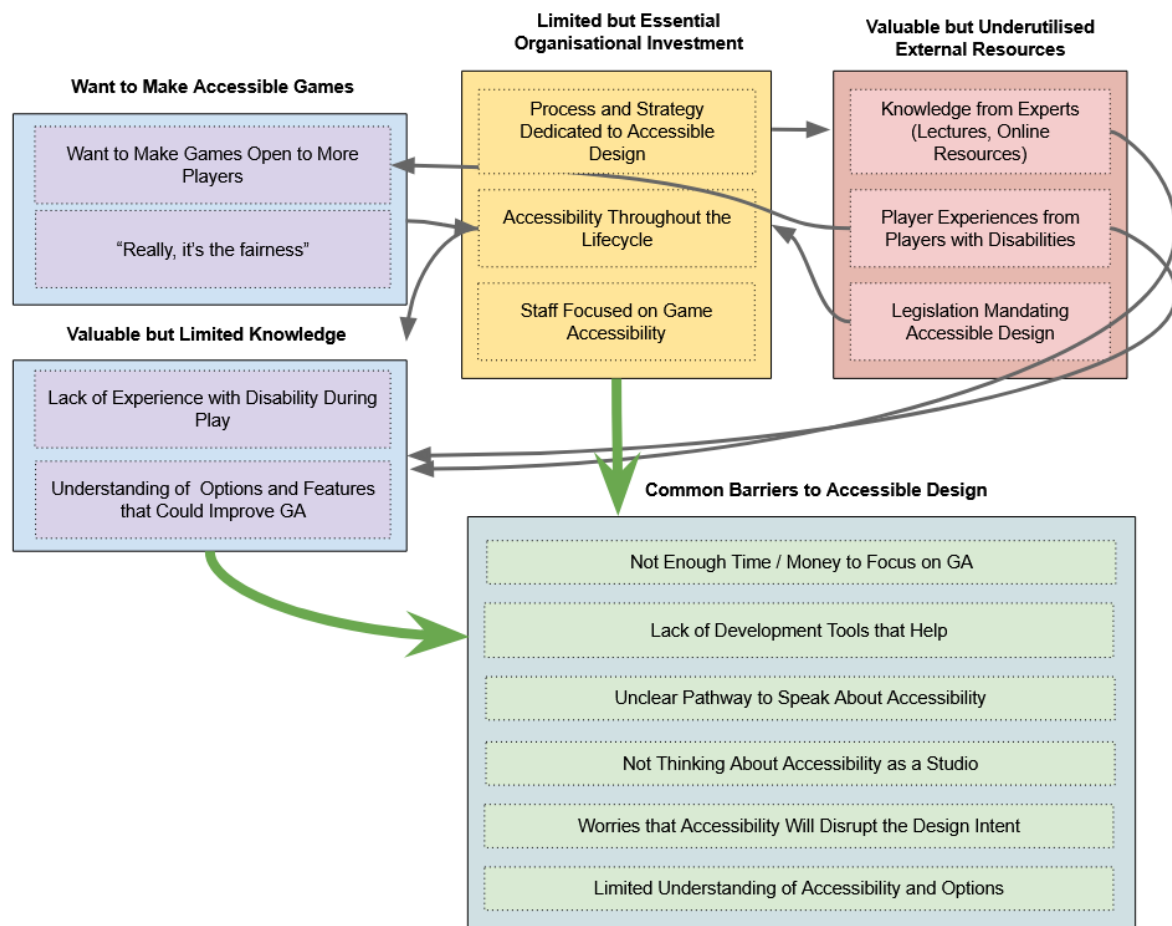 Want to Make Accessible Games
Want to Make Games Open to More
Players
“Really, it’s the fairness”
Valuable but Limited Knowledge
Lack of Experience with Disability During
Play
Understanding of Options and Features
that Could Improve GA
Limited but Essential
Organisational Investment
Process and Strategy
Dedicated to Accessible
Design
Accessibility Throughout the
Lifecycle
Staff Focused on Game
Accessibility
Valuable but Underutilised
External Resources
Knowledge from Experts
(Lectures, Online
Resources)
Player Experiences from
Players with Disabilities
Legislation Mandating
Accessible Design
Common Barriers to Accessible Design
Not Enough Time / Money to Focus on GA
Lack of Development Tools that Help
Unclear Pathway to Speak About Accessibility
Not Thinking About Accessibility as a Studio
Worries that Accessibility Will Disrupt the Design Intent
Limited Understanding of Accessibility and Options